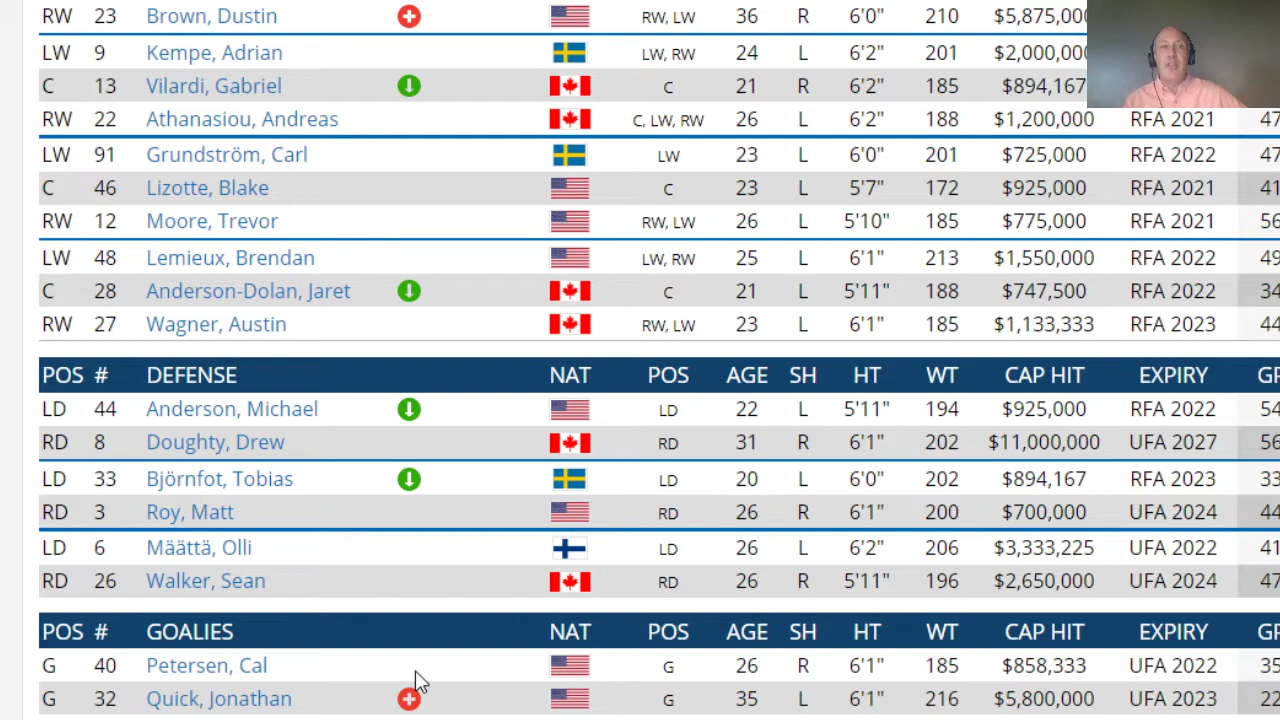 RW 23 Brown, Dustin RW, LW 36 R 6'0" 210 $5,875,000
LW 9 Kempe, Adrian LW, RW 24 L 6'2" 201 $2,000,000
C 13 Vilardi, Gabriel C 21 R 6'2" 185 $894,167
RW 22 Athanasiou, Andreas C, LW, RW 26 L 6'2" 188 $1,200,000 RFA 2021 47
LW 91 Grundström, Carl LW 23 L 6'0" 201 $725,000 RFA 2022 47
C 46 Lizotte, Blake C 23 L 5'7" 172 $925,000 RFA 2021 41
RW 12 Moore, Trevor RW, LW 26 L 5'10" 185 $775,000 RFA 2021 56
LW 48 Lemieux, Brendan LW, RW 25 L 6'1" 213 $1,550,000 RFA 2022 49
C 28 Anderson-Dolan, Jaret C 21 L 5'11" 188 $747,500 RFA 2022 34
RW 27 Wagner, Austin RW, LW 23 L 6'1" 185 $1,133,333 RFA 2023 44
POS # DEFENSE NAT POS AGE SH HT WT CAP HIT EXPIRY GP
LD 44 Anderson, Michael LD 22 L 5'11" 194 $925,000 RFA 2022 54
RD 8 Doughty, Drew RD 31 R 6'1" 202 $11,000,000 UFA 2027 56
LD 33 Björnfot, Tobias LD 20 L 6'0" 202 $894,167 RFA 2023 33
RD 3 Roy, Matt RD 26 R 6'1" 200 $700,000 UFA 2024 44
LD 6 Määttä, Olli LD 26 L 6'2" 206 $3,333,225 UFA 2022 41
RD 26 Walker, Sean RD 26 R 5'11" 196 $2,650,000 UFA 2024 47
POS # GOALIES NAT POS AGE SH HT WT CAP HIT EXPIRY GP
G 40 Petersen, Cal G 26 R 6'1" 185 $858,333 UFA 2022 35
G 32 Quick, Jonathan G 35 L 6'1" 216 $5,800,000 UFA 2023 22